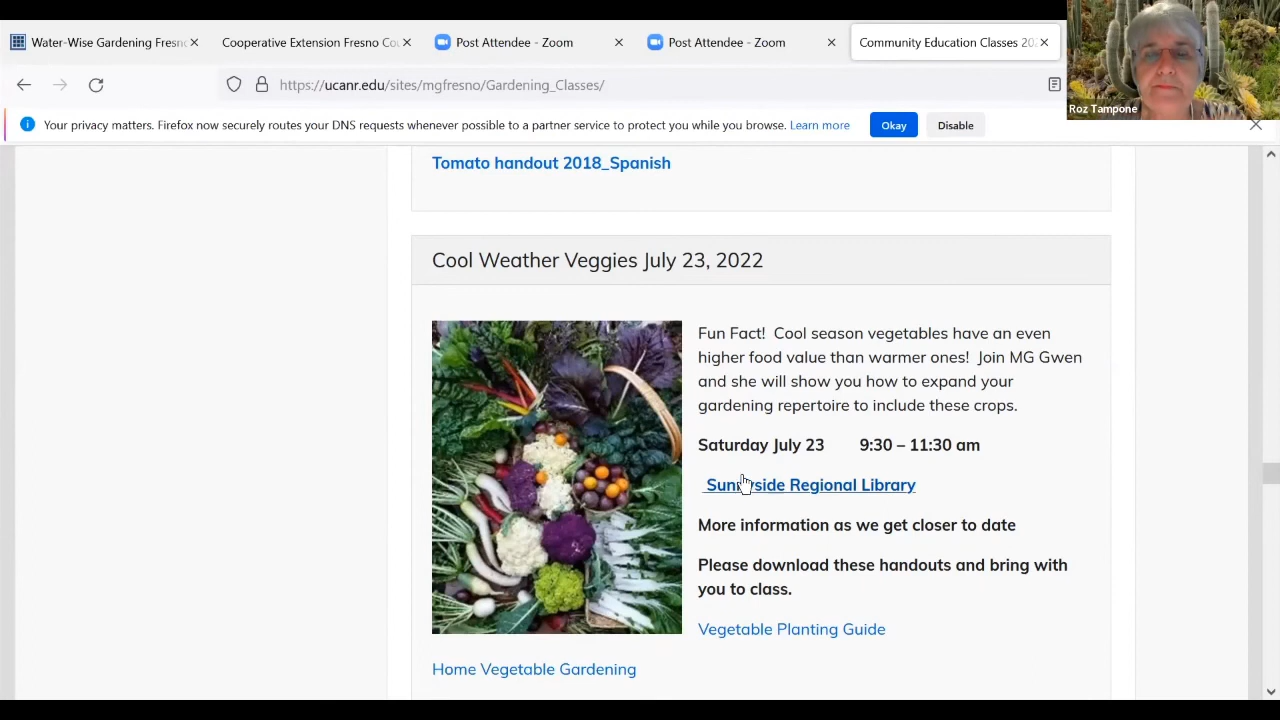 Water-Wise Gardening Fresn
Cooperative Extension Fresno Co
Post Attendee - Zoom
Post Attendee - Zoom
Community Education Classes 20
https://ucanr.edu/sites/mgfresno/Gardening_Classes/
Roz Tampone
Your privacy matters. Firefox now securely routes your DNS requests whenever possible to a partner service to protect you while you browse. Learn more
Okay
Disable
Tomato handout 2018_Spanish
Cool Weather Veggies July 23, 2022
Fun Fact! Cool season vegetables have an even
higher food value than warmer ones! Join MG Gwen
and she will show you how to expand your
gardening repertoire to include these crops.
Saturday July 23 9:30 – 11:30 am
Sunnyside Regional Library
More information as we get closer to date
Please download these handouts and bring with
you to class.
Vegetable Planting Guide
Home Vegetable Gardening